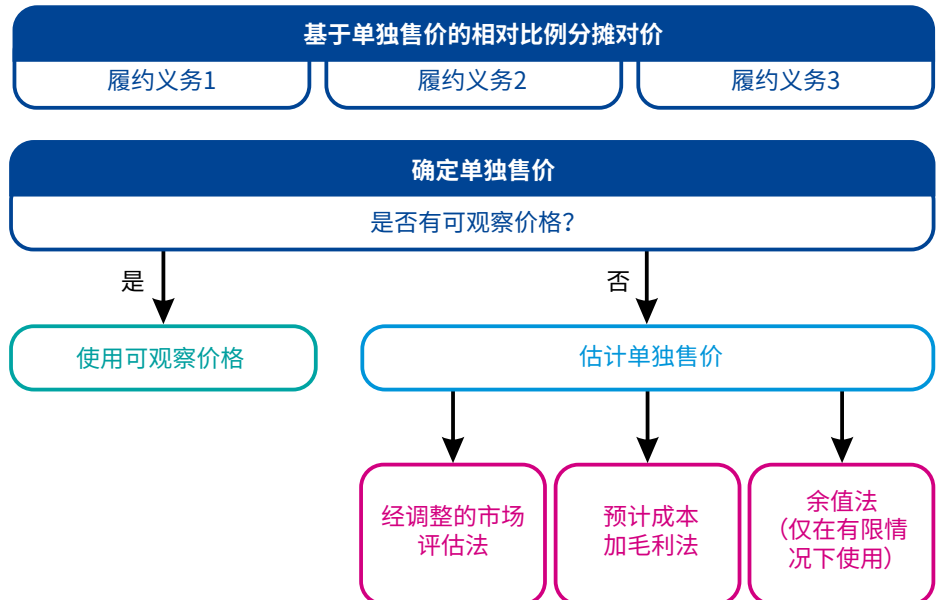 基于单独售价的相对比例分摊对价
履约义务1
履约义务2
履约义务3
确定单独售价
是否有可观察价格？
是
否
使用可观察价格
估计单独售价
经调整的市场
评估法
预计成本
加毛利法
余值法
（仅在有限情
况下使用）